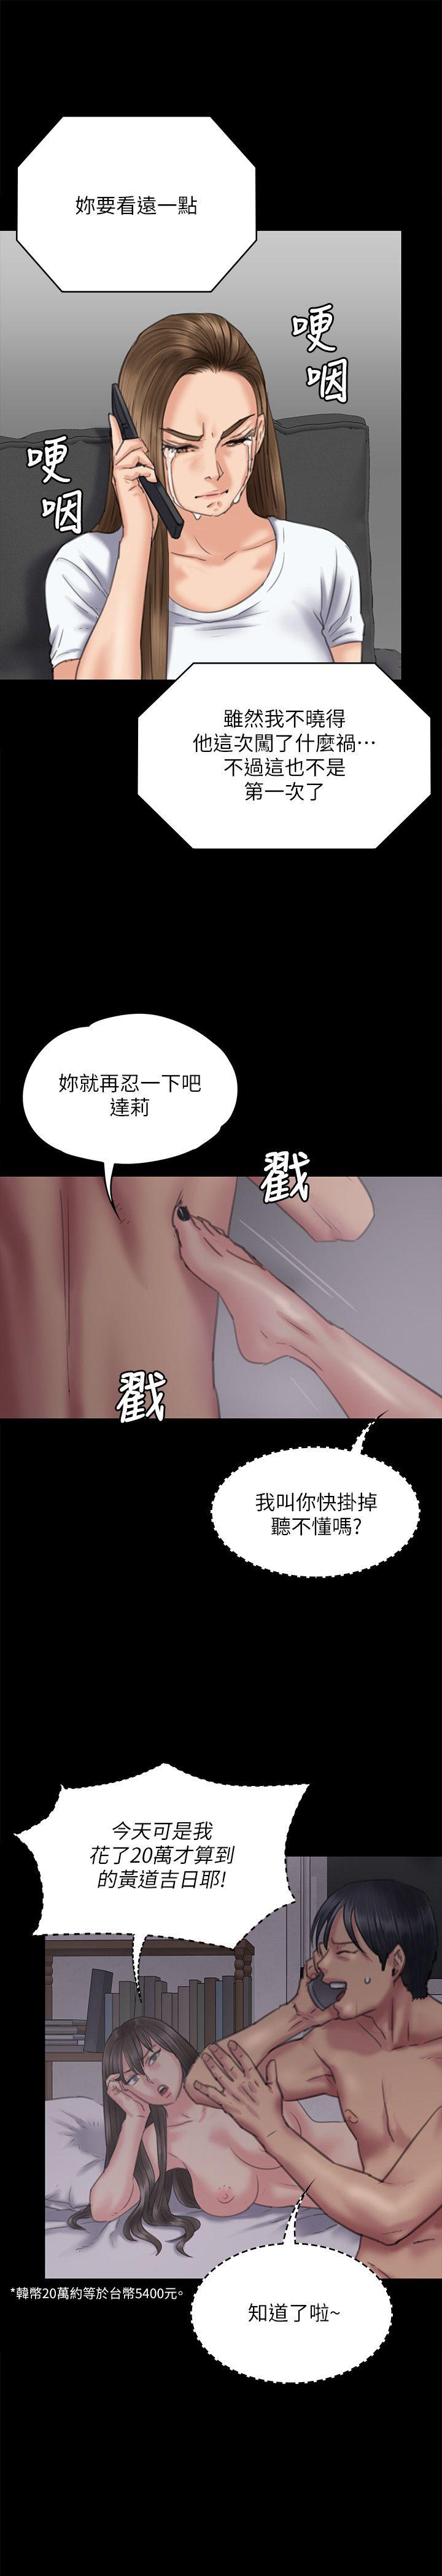 妳要看遠一點
哽
咽
哽
咽
雖然我不曉得
他這次闖了什麼禍…
不過這也不是
第一次了
妳就再忍一下吧
達莉
戳
戳
我叫你快掛掉
聽不懂嗎?
今天可是我
花了20萬才算到
的黃道吉日耶!
*韓幣20萬約等於台幣5400元。
知道了啦~